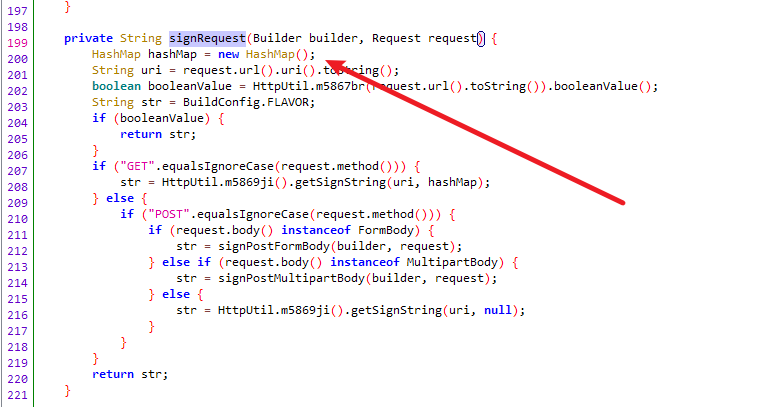 197 }
198
199 private String signRequest(Builder builder, Request request) {
200 HashMap hashMap = new HashMap();
201 String uri = request.url().uri().toString();
202 boolean booleanValue = HttpUtil.m5867br(request.url().toString()).booleanValue();
203 String str = BuildConfig.FLAVOR;
204 if (booleanValue) {
205 return str;
206 }
207 if ("GET".equalsIgnoreCase(request.method())) {
208 str = HttpUtil.m5869ji().getSignString(uri, hashMap);
209 } else {
210 if ("POST".equalsIgnoreCase(request.method())) {
211 if (request.body() instanceof FormBody) {
212 str = signPostFormBody(builder, request);
213 } else if (request.body() instanceof MultipartBody) {
214 str = signPostMultipartBody(builder, request);
215 } else {
216 str = HttpUtil.m5869ji().getSignString(uri, null);
217 }
218 }
219 }
220 return str;
221 }